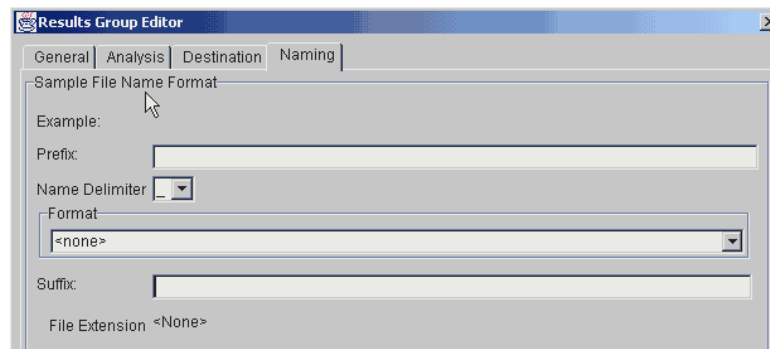 Results Group Editor
General Analysis Destination Naming
Sample File Name Format
Example:
Prefix:
Name Delimiter _
Format
<none>
Suffix:
File Extension <None>